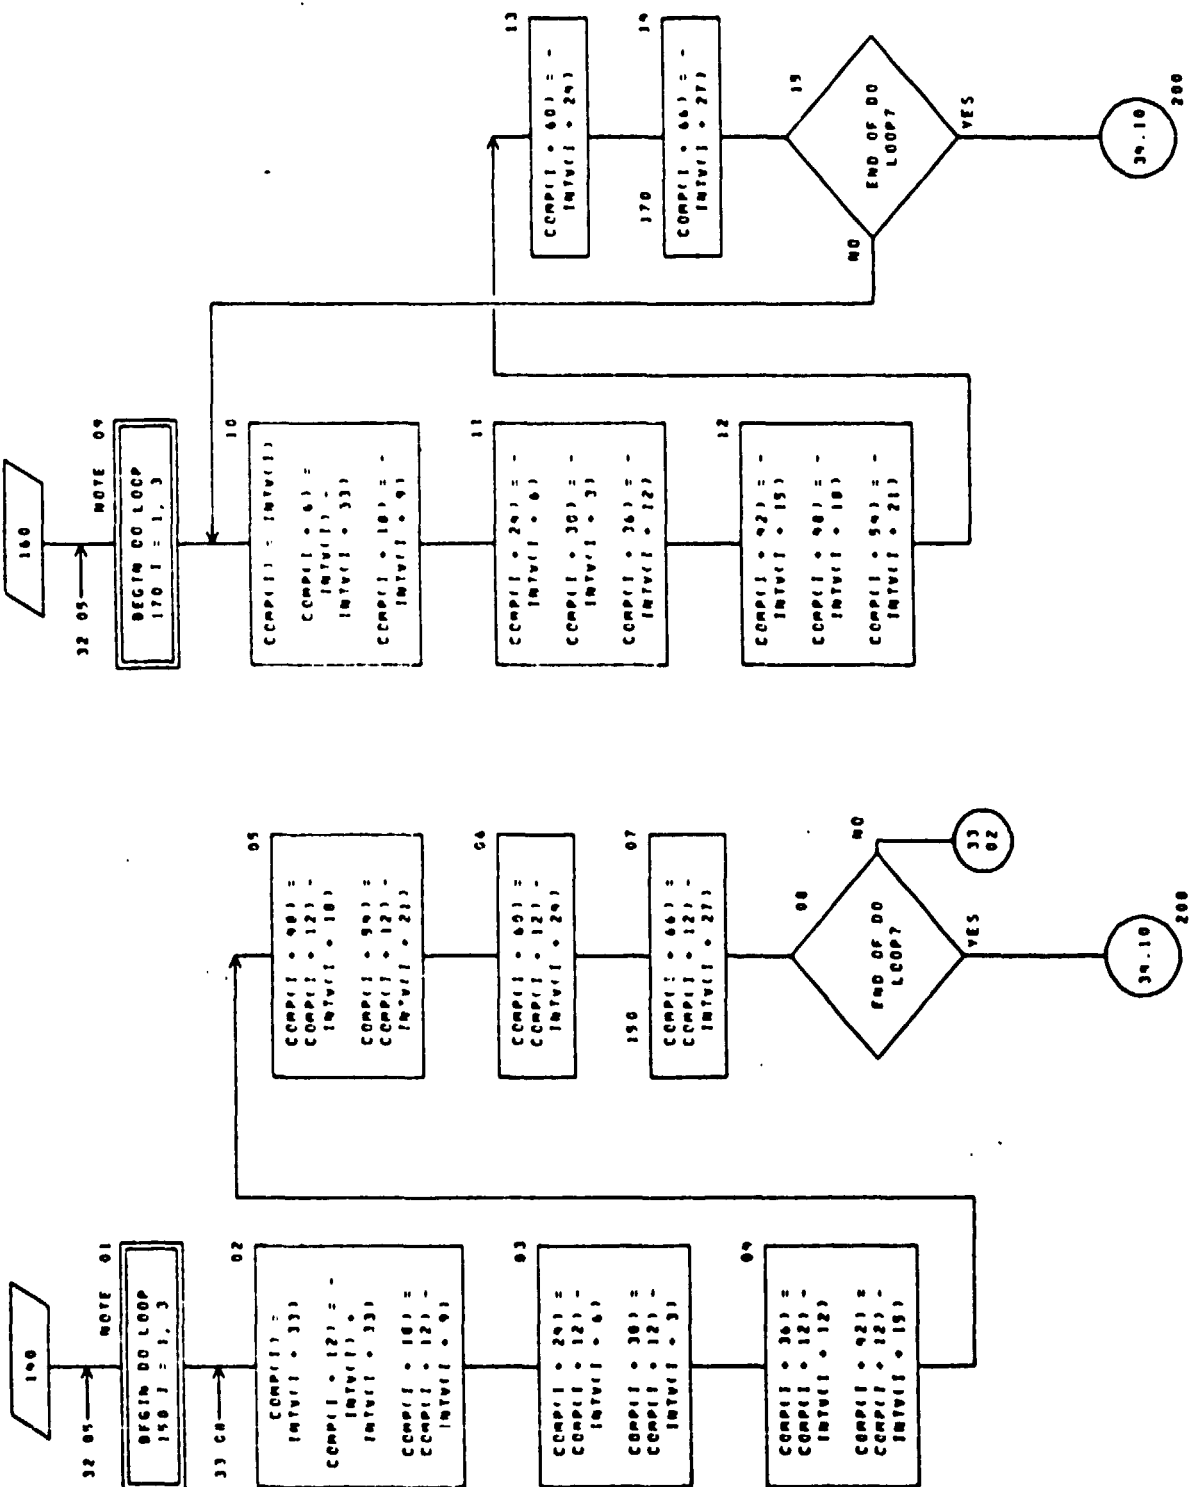 140
32 05
NOTE 01
BEGIN DO LOOP
150 I = 1, 3
33 08
02
COMP(I) =
INTV(I + 33)
COMP(I + 12) = -
INTV(I) +
INTV(I + 33)
COMP(I + 18) =
COMP(I + 12) -
INTV(I + 9)
03
COMP(I + 24) =
COMP(I + 12) -
INTV(I + 6)
COMP(I + 30) =
COMP(I + 12) -
INTV(I + 3)
04
COMP(I + 36) =
COMP(I + 12) -
INTV(I + 12)
COMP(I + 42) =
COMP(I + 12) -
INTV(I + 15)
05
COMP(I + 48) =
COMP(I + 12) -
INTV(I + 18)
COMP(I + 54) =
COMP(I + 12) -
INTV(I + 21)
06
COMP(I + 60) =
COMP(I + 12) -
INTV(I + 24)
150
07
COMP(I + 66) =
COMP(I + 12) -
INTV(I + 27)
08
END OF DO
LOOP?
NO
33
02
YES
34.10
200
160
32 05
NOTE 09
BEGIN DO LOOP
170 I = 1, 3
10
COMP(I) = INTV(I)
COMP(I + 6) =
INTV(I) -
INTV(I + 33)
COMP(I + 18) = -
INTV(I + 9)
11
COMP(I + 24) = -
INTV(I + 6)
COMP(I + 30) = -
INTV(I + 3)
COMP(I + 36) = -
INTV(I + 12)
12
COMP(I + 42) = -
INTV(I + 15)
COMP(I + 48) = -
INTV(I + 18)
COMP(I + 54) = -
INTV(I + 21)
13
COMP(I + 60) = -
INTV(I + 24)
170
14
COMP(I + 66) = -
INTV(I + 27)
15
END OF DO
LOOP?
NO
YES
34.10
200